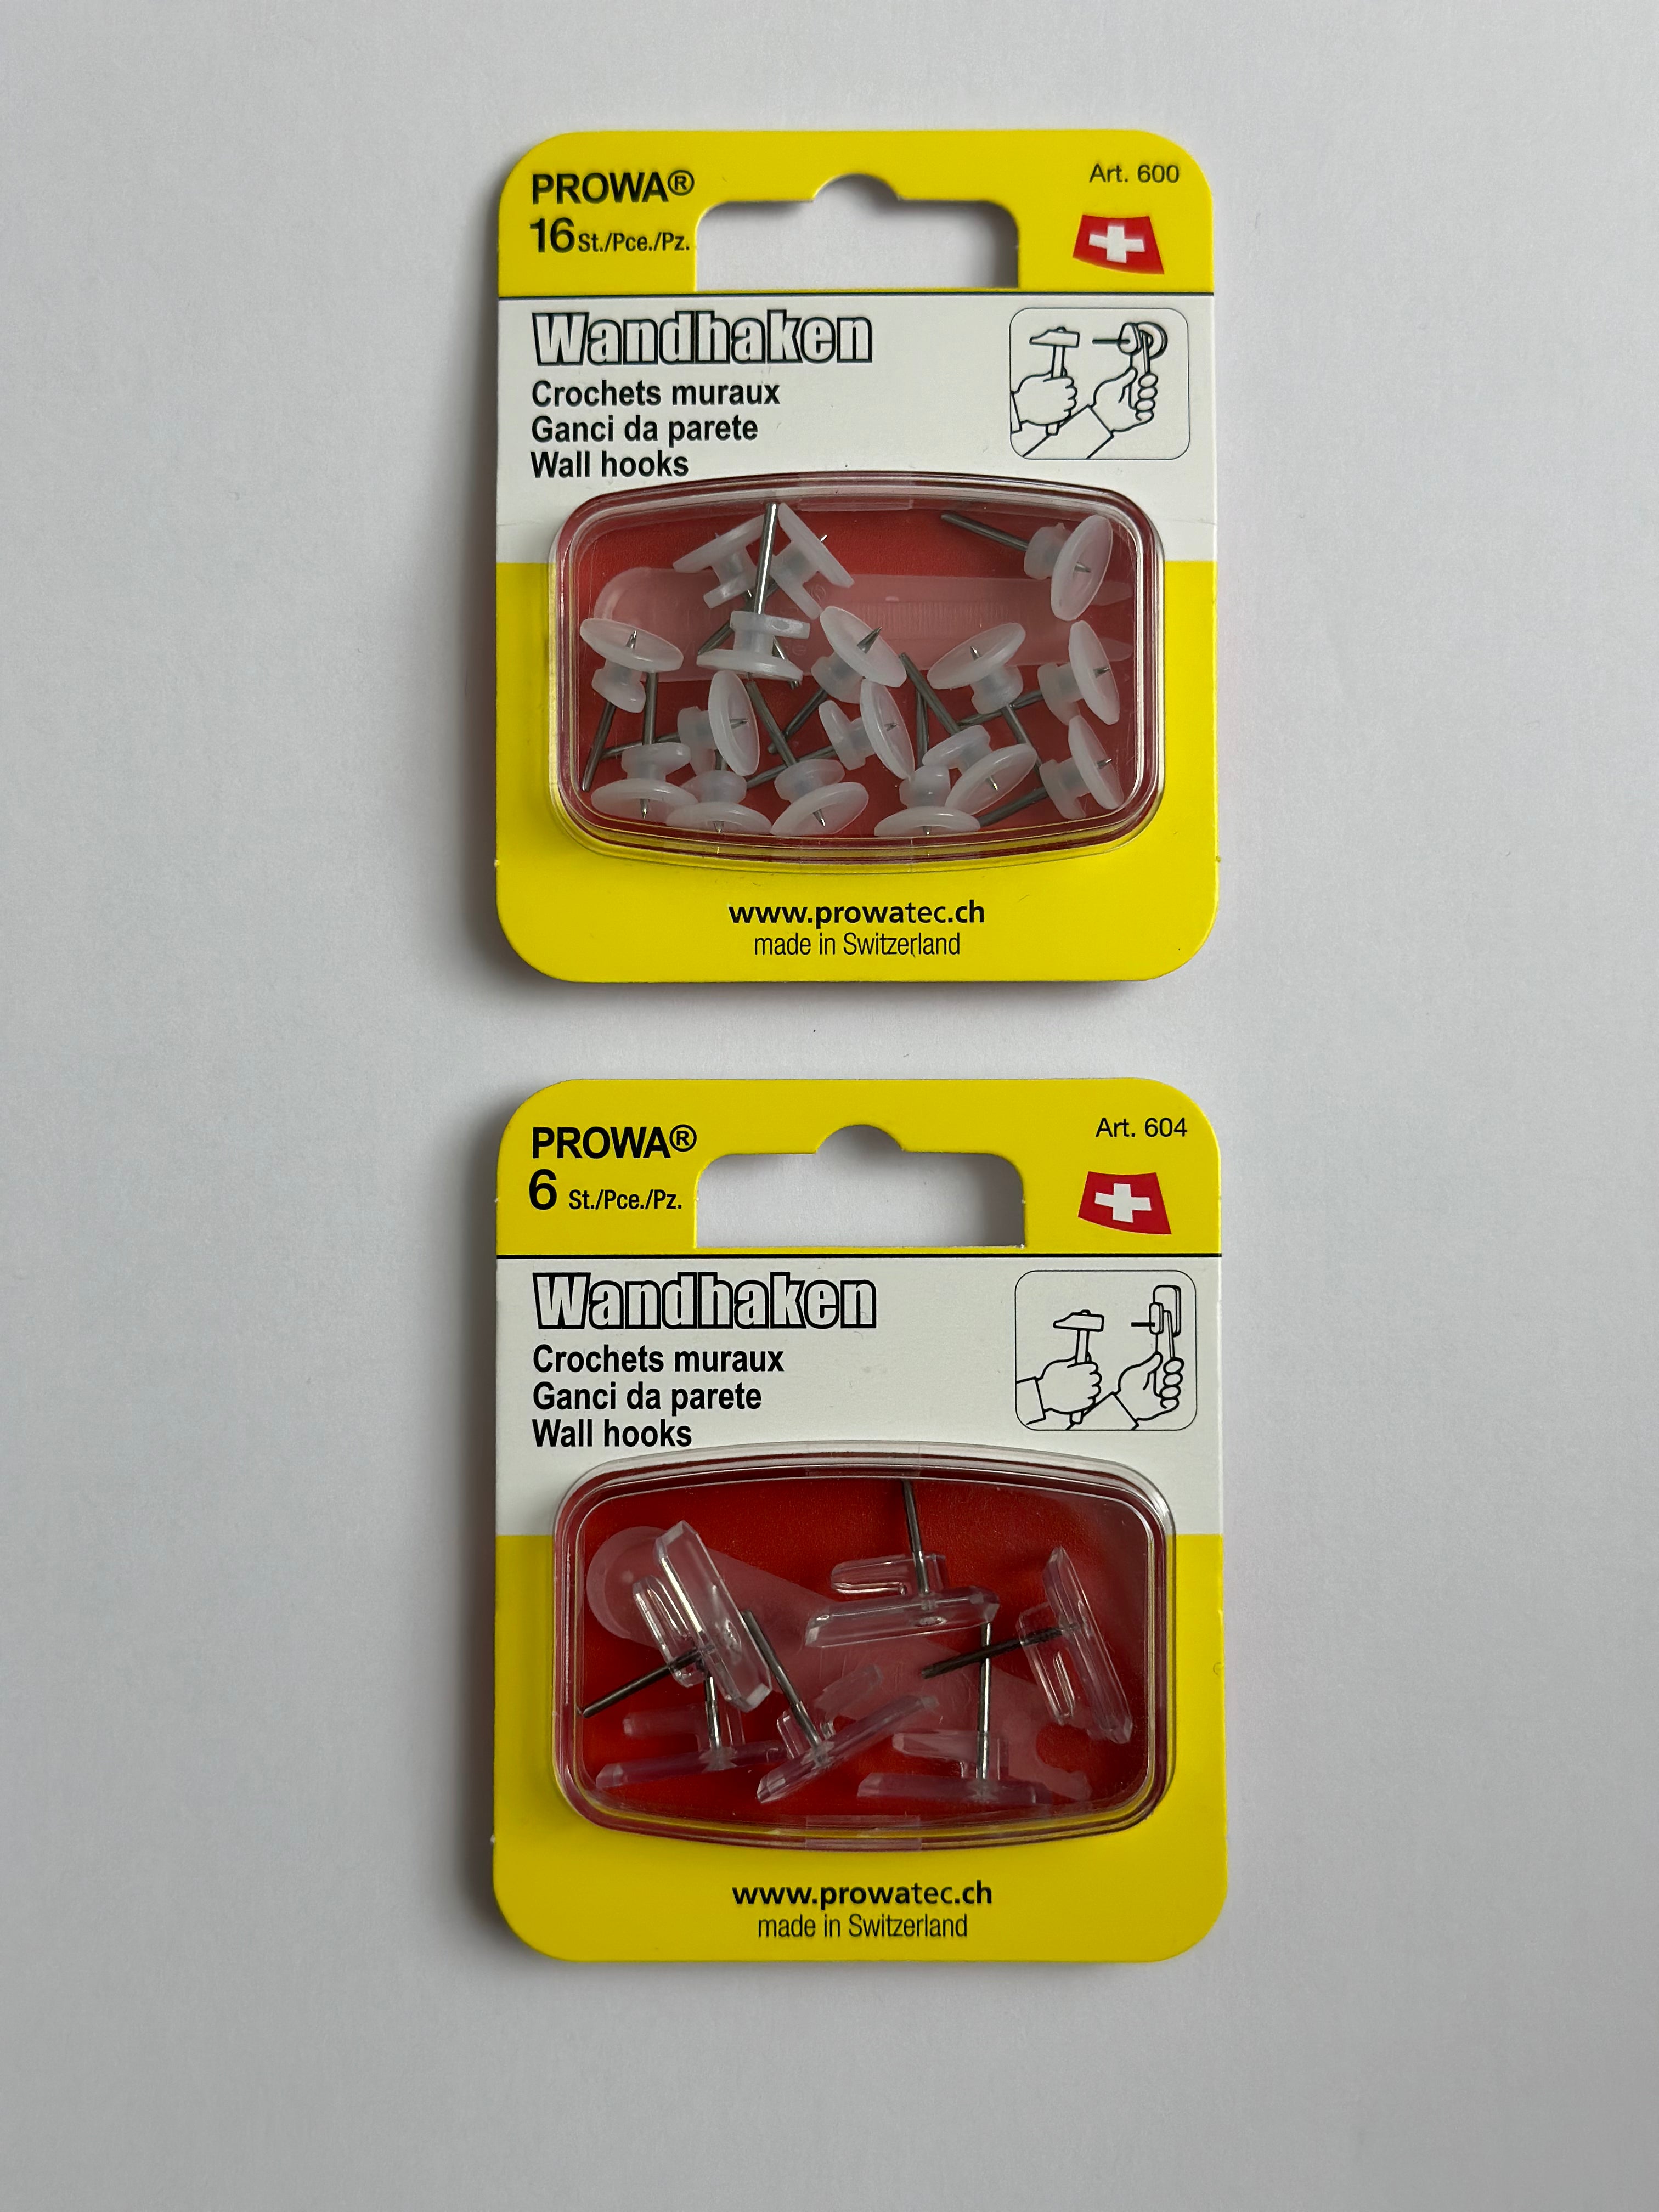 PROWA®
Art. 600
16 St./Pce./Pz.
Wandhaken
Crochets muraux
Ganci da parete
Wall hooks
www.prowatec.ch
made in Switzerland
PROWA®
Art. 604
6 St./Pce./Pz.
Wandhaken
Crochets muraux
Ganci da parete
Wall hooks
www.prowatec.ch
made in Switzerland